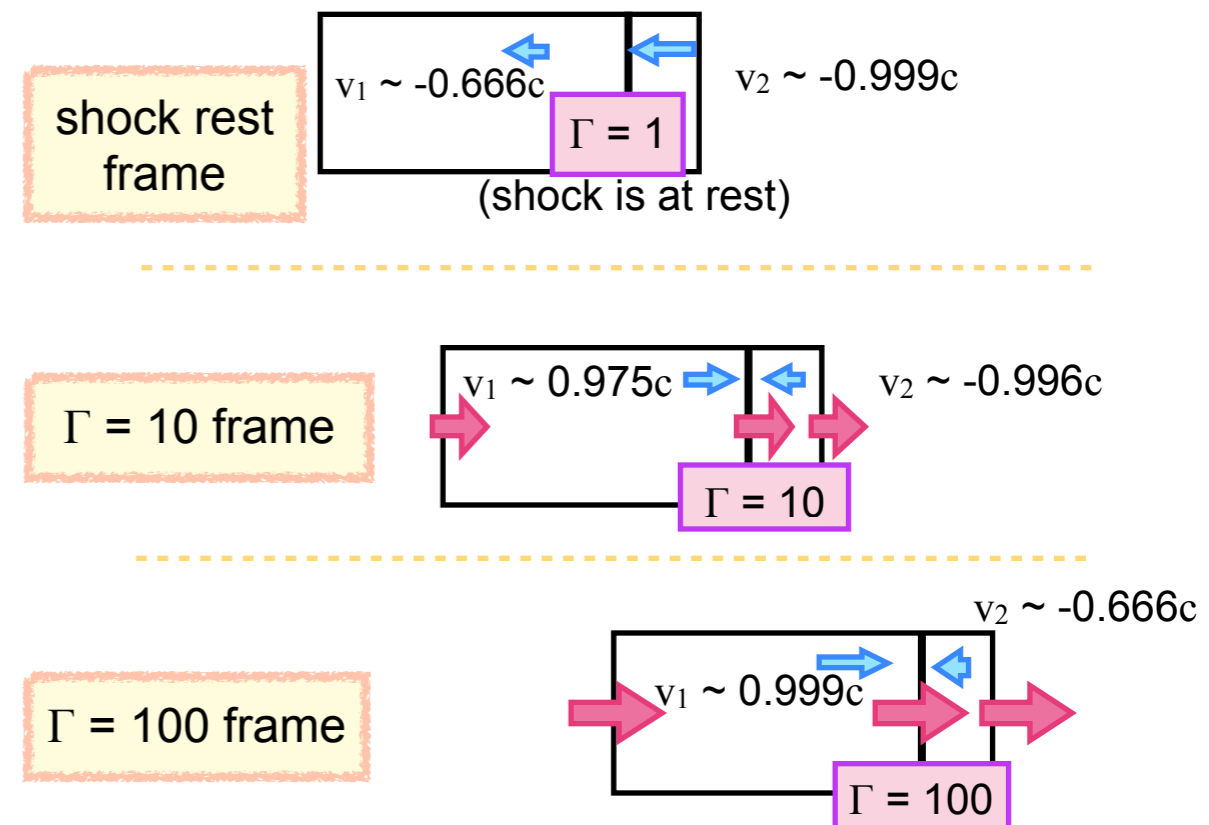 shock rest
frame
v₁ ~ -0.666c
v₂ ~ -0.999c
Γ = 1
(shock is at rest)
Γ = 10 frame
v₁ ~ 0.975c
v₂ ~ -0.996c
Γ = 10
Γ = 100 frame
v₂ ~ -0.666c
v₁ ~ 0.999c
Γ = 100